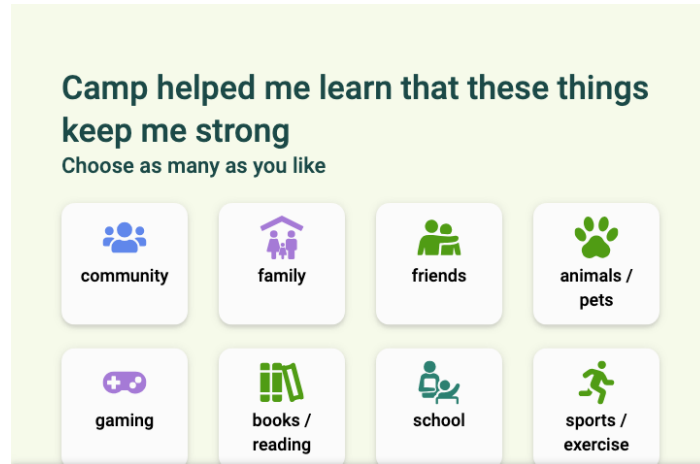 Camp helped me learn that these things
keep me strong
Choose as many as you like
community
family
friends
animals /
pets
gaming
books /
reading
school
sports /
exercise